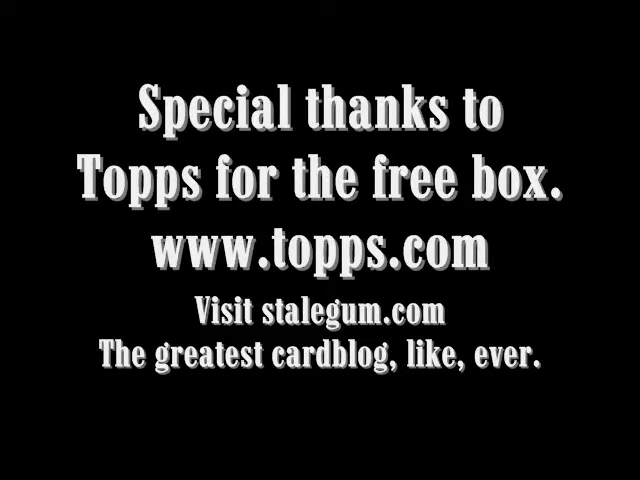 Special thanks to
Topps for the free box.
www.topps.com
Visit stalegum.com
The greatest cardblog, like, ever.